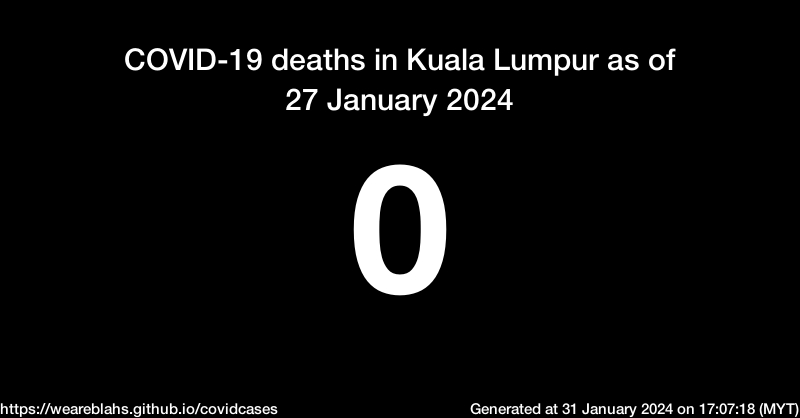 COVID-19 deaths in Kuala Lumpur as of
27 January 2024
0
https://weareblahs.github.io/covidcases
Generated at 31 January 2024 on 17:07:18 (MYT)